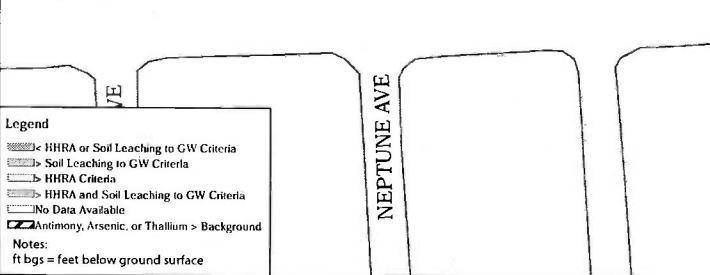 VE
NEPTUNE AVE
Legend
< HHRA or Soil Leaching to GW Criteria
> Soil Leaching to GW Criteria
> HHRA Criteria
> HHRA and Soil Leaching to GW Criteria
No Data Available
Antimony, Arsenic, or Thallium > Background
Notes:
ft bgs = feet below ground surface